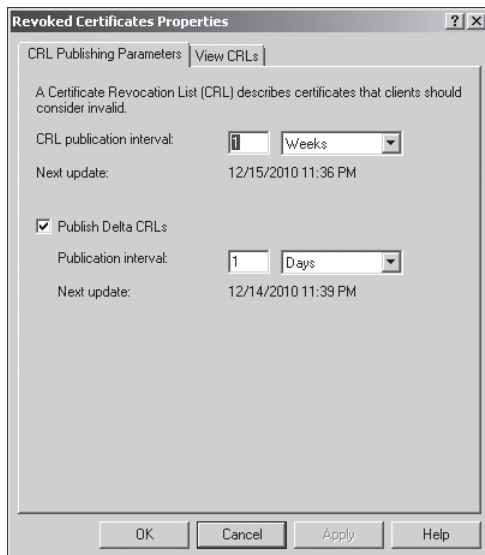 Revoked Certificates Properties
CRL Publishing Parameters View CRLs
A Certificate Revocation List (CRL) describes certificates that clients should
consider invalid.
CRL publication interval: 1 Weeks
Next update: 12/15/2010 11:36 PM
Publish Delta CRLs
Publication interval: 1 Days
Next update: 12/14/2010 11:39 PM
OK Cancel Apply Help